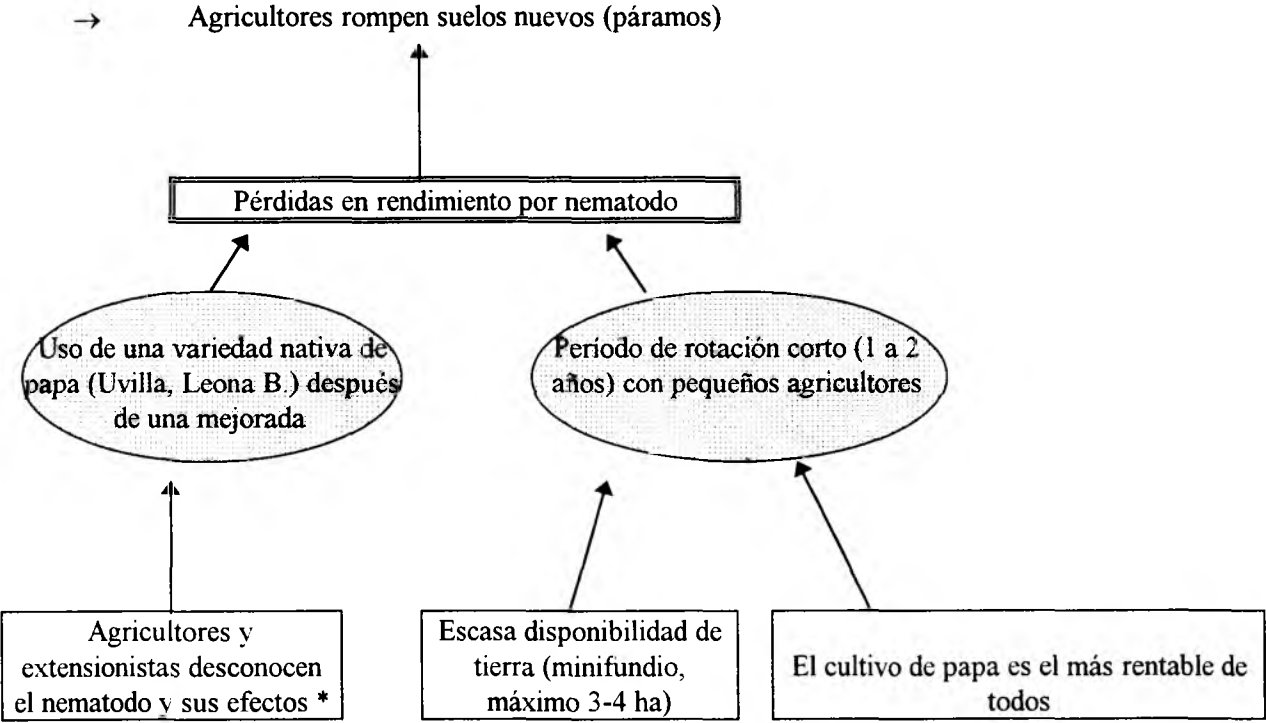 → Agricultores rompen suelos nuevos (páramos)
Pérdidas en rendimiento por nematodo
Uso de una variedad nativa de
papa (Uvilla, Leona B.) después
de una mejorada
Período de rotación corto (1 a 2
años) con pequeños agricultores
Agricultores y
extensionistas desconocen
el nematodo y sus efectos *
Escasa disponibilidad de
tierra (minifundio,
máximo 3-4 ha)
El cultivo de papa es el más rentable de
todos